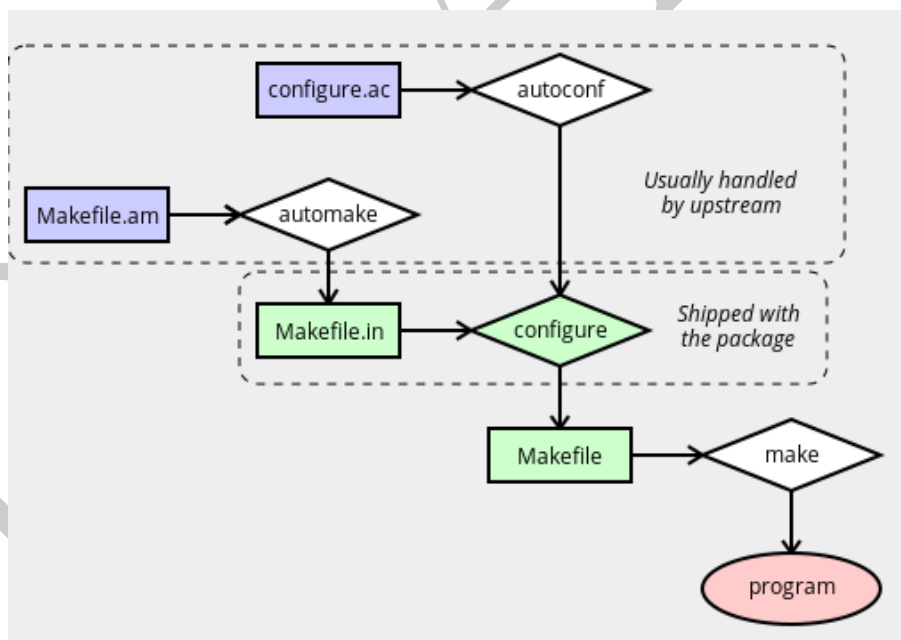 configure.ac
autoconf
Usually handled
by upstream
Makefile.am
automake
Makefile.in
configure
Shipped with
the package
Makefile
make
program